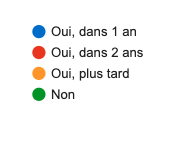 Oui, dans 1 an
Oui, dans 2 ans
Oui, plus tard
Non